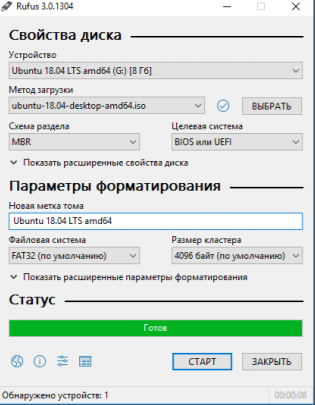 Rufus 3.0.1304
Свойства диска
Устройство
Ubuntu 18.04 LTS amd64 (G:) [8 Гб]
Метод загрузки
ubuntu-18.04-desktop-amd64.iso
ВЫБРАТЬ
Схема раздела
Целевая система
MBR
BIOS или UEFI
Показать расширенные свойства диска
Параметры форматирования
Новая метка тома
Ubuntu 18.04 LTS amd64
Файловая система
Размер кластера
FAT32 (по умолчанию)
4096 байт (по умолчанию)
Показать расширенные параметры форматирования
Статус
Готов
СТАРТ
ЗАКРЫТЬ
Обнаружено устройств: 1
00:00:08